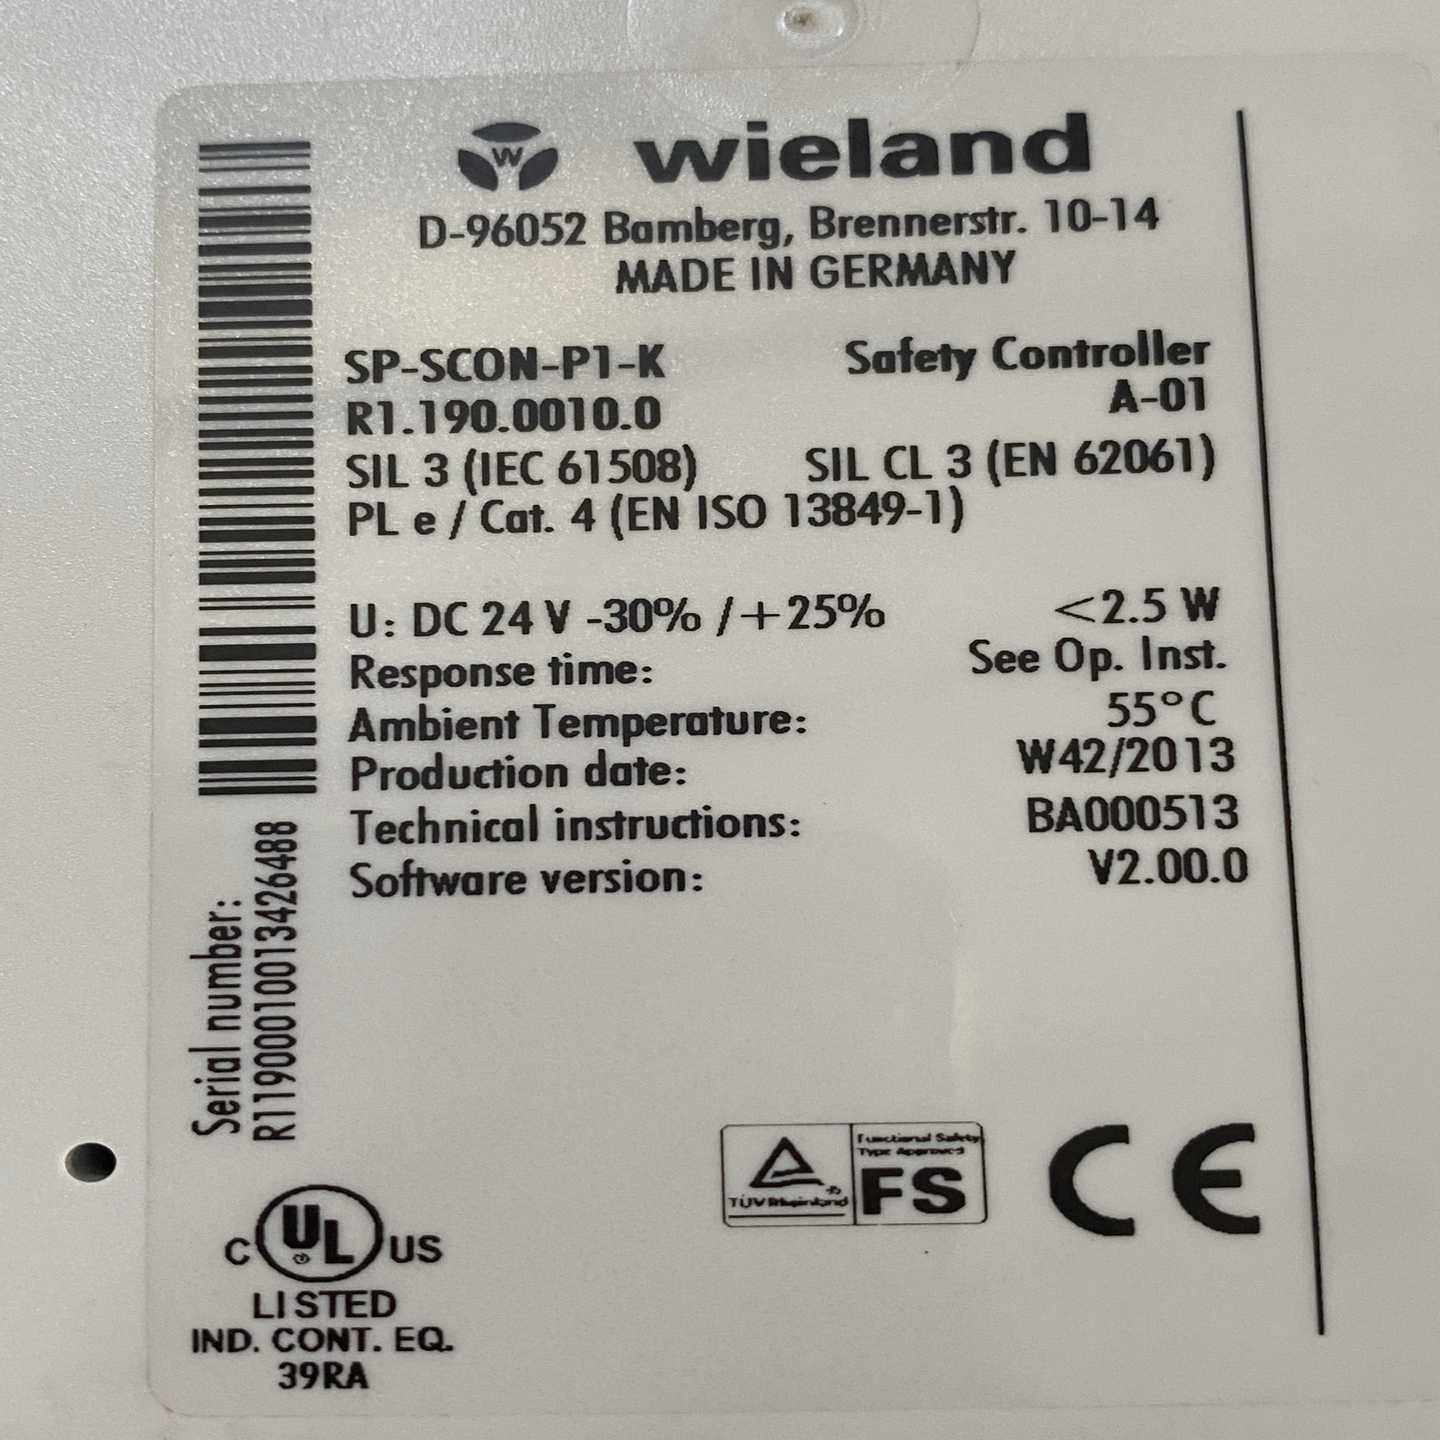 W wieland
D-96052 Bamberg, Brennerstr. 10-14
MADE IN GERMANY
SP-SCON-P1-K Safety Controller
R1.190.0010.0 A-01
SIL 3 (IEC 61508) SIL CL 3 (EN 62061)
PL e / Cat. 4 (EN ISO 13849-1)
U: DC 24 V -30% /+25% <2.5 W
Response time: See Op. Inst.
Ambient Temperature: 55°C
Production date: W42/2013
Technical instructions: BA000513
Software version: V2.00.0
Serial number:
R11900010013426488
C UL US
LISTED
IND. CONT. EQ.
39RA
TÜVRheinland
Functional Safety
Type Approved
FS
CE